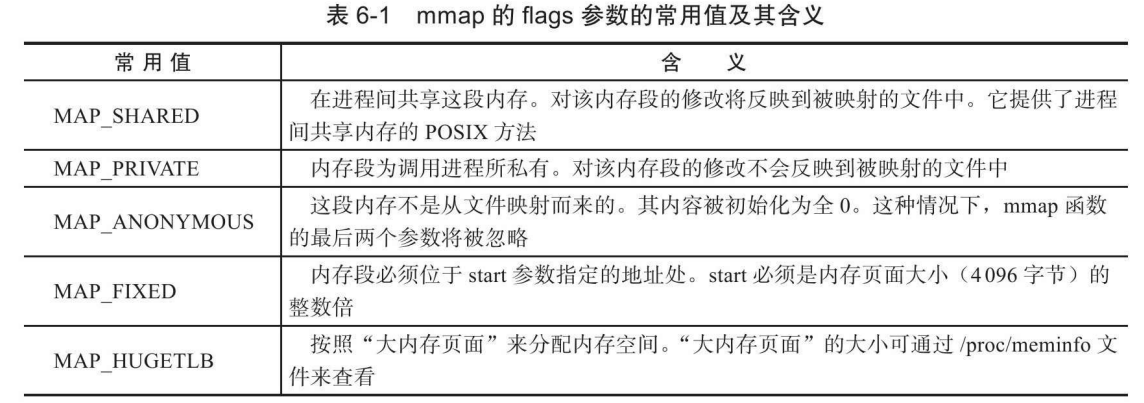 表 6-1 mmap 的 flags 参数的常用值及其含义
常用值 含 义
MAP_SHARED 在进程间共享这段内存。对该内存段的修改将反映到被映射的文件中。它提供了进程
间共享内存的 POSIX 方法
MAP_PRIVATE 内存段为调用进程所私有。对该内存段的修改不会反映到被映射的文件中
MAP_ANONYMOUS 这段内存不是从文件映射而来的。其内容被初始化为全 0。这种情况下，mmap 函数
的最后两个参数将被忽略
MAP_FIXED 内存段必须位于 start 参数指定的地址处。start 必须是内存页面大小（4096 字节）的
整数倍
MAP_HUGETLB 按照“大内存页面”来分配内存空间。“大内存页面”的大小可通过 /proc/meminfo 文
件来查看